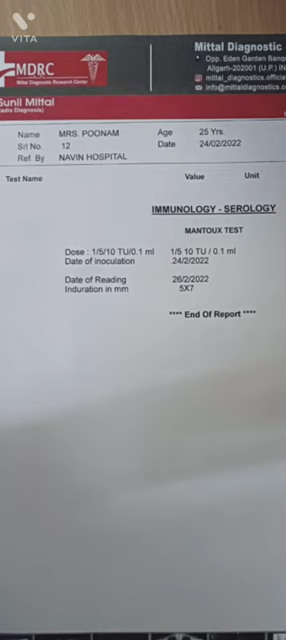 VITA
Mittal Diagnostic
Opp. Eden Garden Banq
Aligarh-202001 (U.P.) IN
mittal_diagnostics.officia
info@mittaldiagnostics.o
MDRC
Mittal Diagnostic Research Center
Sunil Mittal
Radio Diagnosis)
Name MRS. POONAM Age 25 Yrs.
Srl No. 12 Date 24/02/2022
Ref. By NAVIN HOSPITAL
Test Name Value Unit
IMMUNOLOGY - SEROLOGY
MANTOUX TEST
Dose : 1/5/10 TU/0.1 ml 1/5 10 TU / 0.1 ml
Date of inoculation 24/2/2022
Date of Reading 26/2/2022
Induration in mm 5X7
**** End Of Report ****